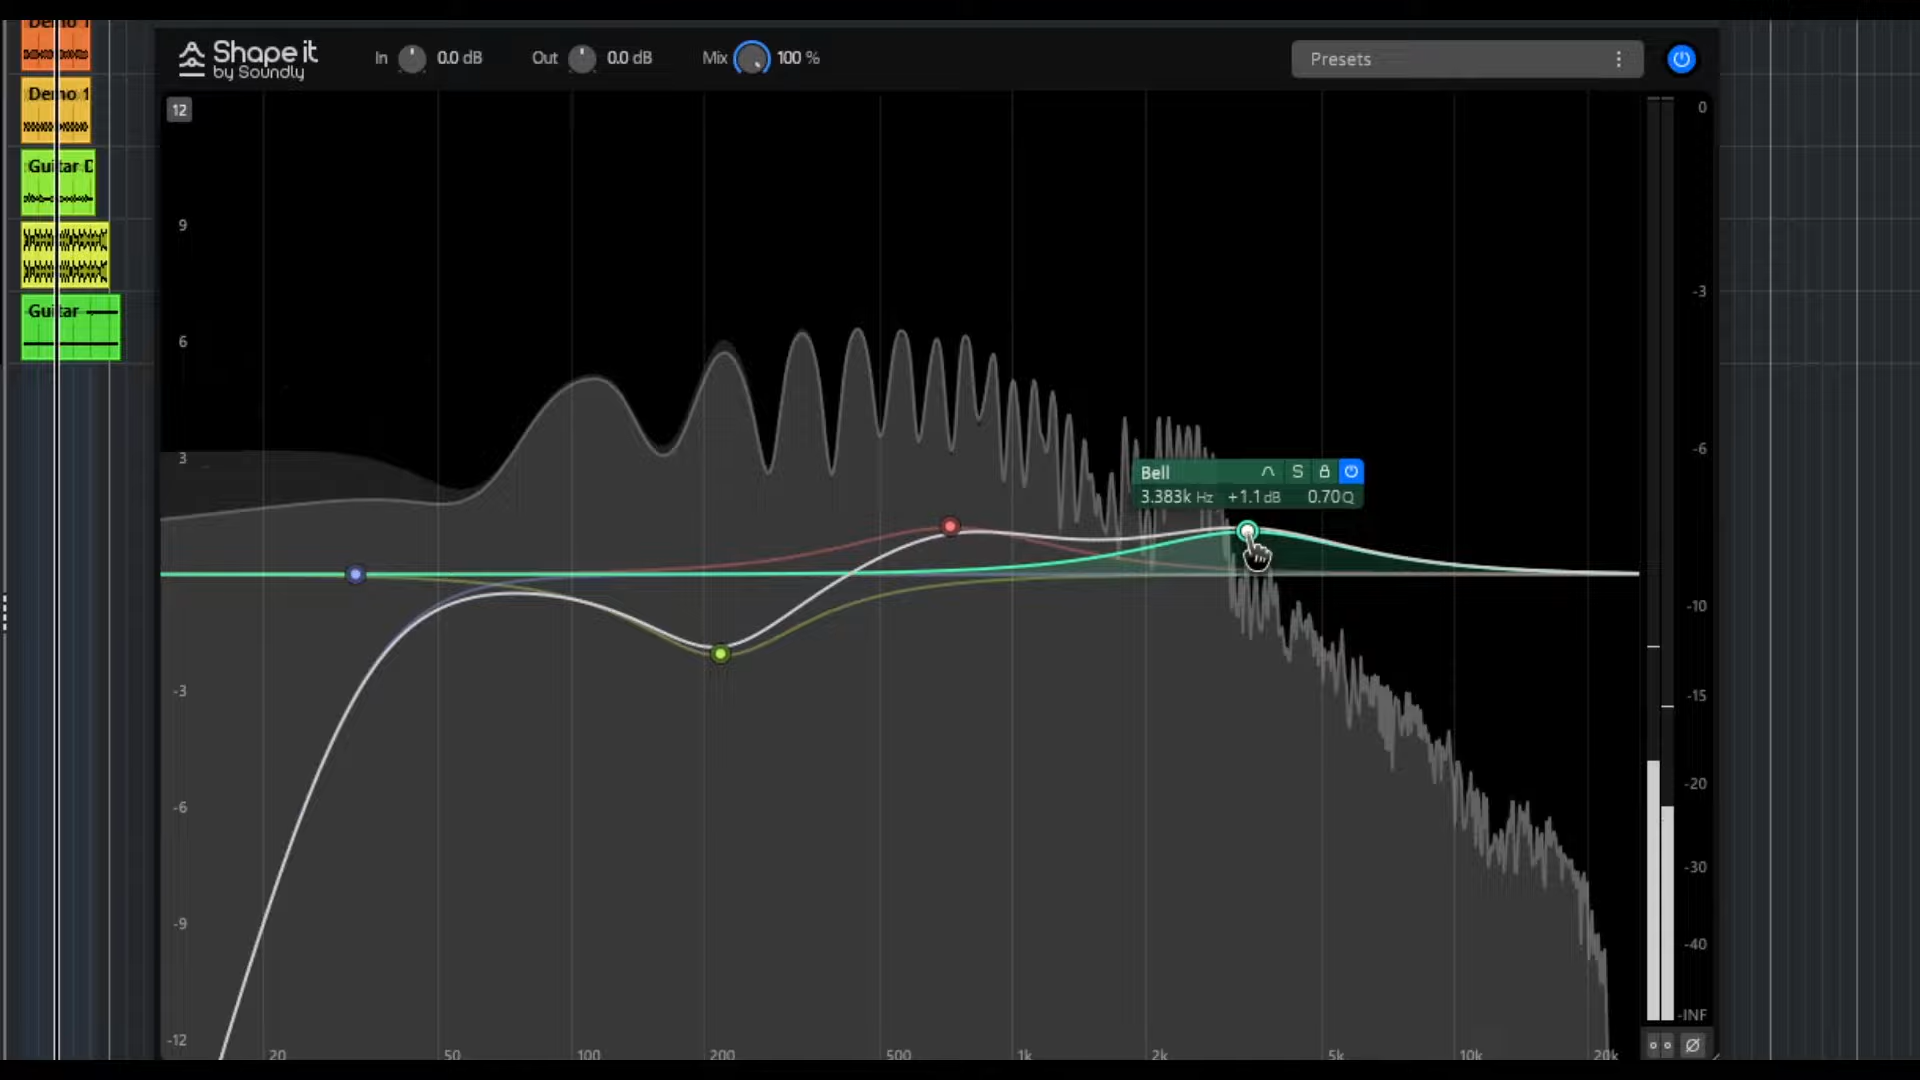 Demo 1
Demo 1
Guitar D
Guitar
Shape it
by Soundly
In 0.0 dB Out 0.0 dB Mix 100 % Presets
12
9
6
3
-3
-6
-9
-12
Bell S
3.383k Hz +1.1 dB 0.70 Q
20 50 100 200 500 1k 2k 5k 10k 20k
0
-3
-6
-10
-15
-20
-30
-40
-INF